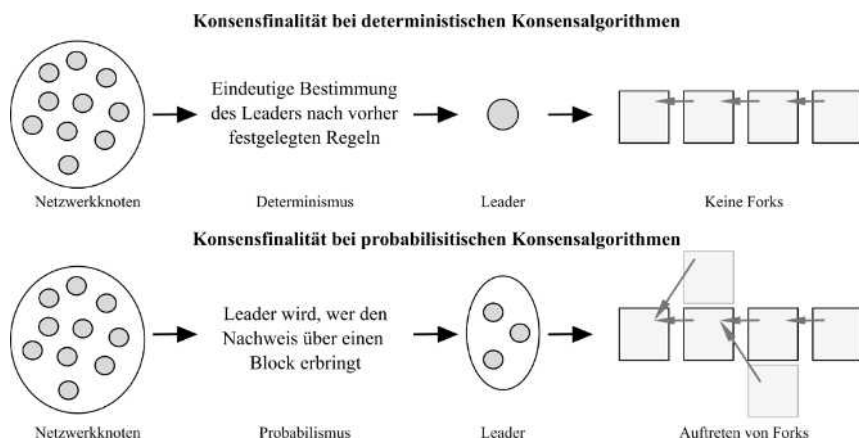 Konsensfinalität bei deterministischen Konsensalgorithmen
Eindeutige Bestimmung
des Leaders nach vorher
festgelegten Regeln
Netzwerkknoten
Determinismus
Leader
Keine Forks
Konsensfinalität bei probabilisitischen Konsensalgorithmen
Leader wird, wer den
Nachweis über einen
Block erbringt
Netzwerkknoten
Probabilismus
Leader
Auftreten von Forks